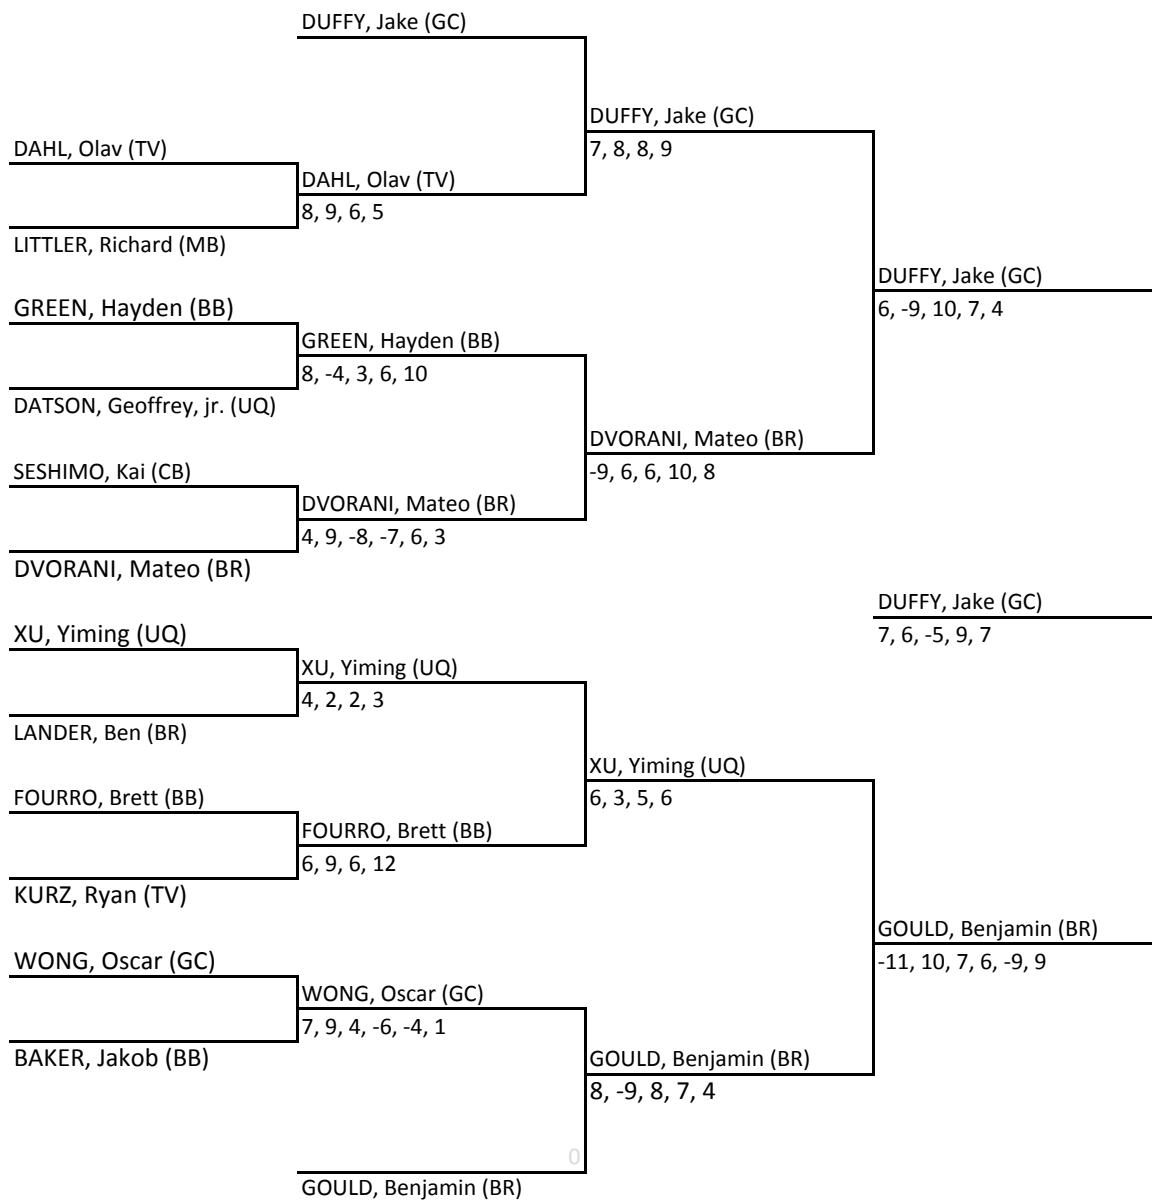 DUFFY, Jake (GC)
DUFFY, Jake (GC)
7, 8, 8, 9
DAHL, Olav (TV)
DAHL, Olav (TV)
8, 9, 6, 5
LITTLER, Richard (MB)
DUFFY, Jake (GC)
6, -9, 10, 7, 4
GREEN, Hayden (BB)
GREEN, Hayden (BB)
8, -4, 3, 6, 10
DATSON, Geoffrey, jr. (UQ)
DVORANI, Mateo (BR)
-9, 6, 6, 10, 8
SESHIMO, Kai (CB)
DVORANI, Mateo (BR)
4, 9, -8, -7, 6, 3
DVORANI, Mateo (BR)
DUFFY, Jake (GC)
7, 6, -5, 9, 7
XU, Yiming (UQ)
XU, Yiming (UQ)
4, 2, 2, 3
LANDER, Ben (BR)
XU, Yiming (UQ)
6, 3, 5, 6
FOURRO, Brett (BB)
FOURRO, Brett (BB)
6, 9, 6, 12
KURZ, Ryan (TV)
GOULD, Benjamin (BR)
-11, 10, 7, 6, -9, 9
WONG, Oscar (GC)
WONG, Oscar (GC)
7, 9, 4, -6, -4, 1
BAKER, Jakob (BB)
GOULD, Benjamin (BR)
8, -9, 8, 7, 4
0
GOULD, Benjamin (BR)